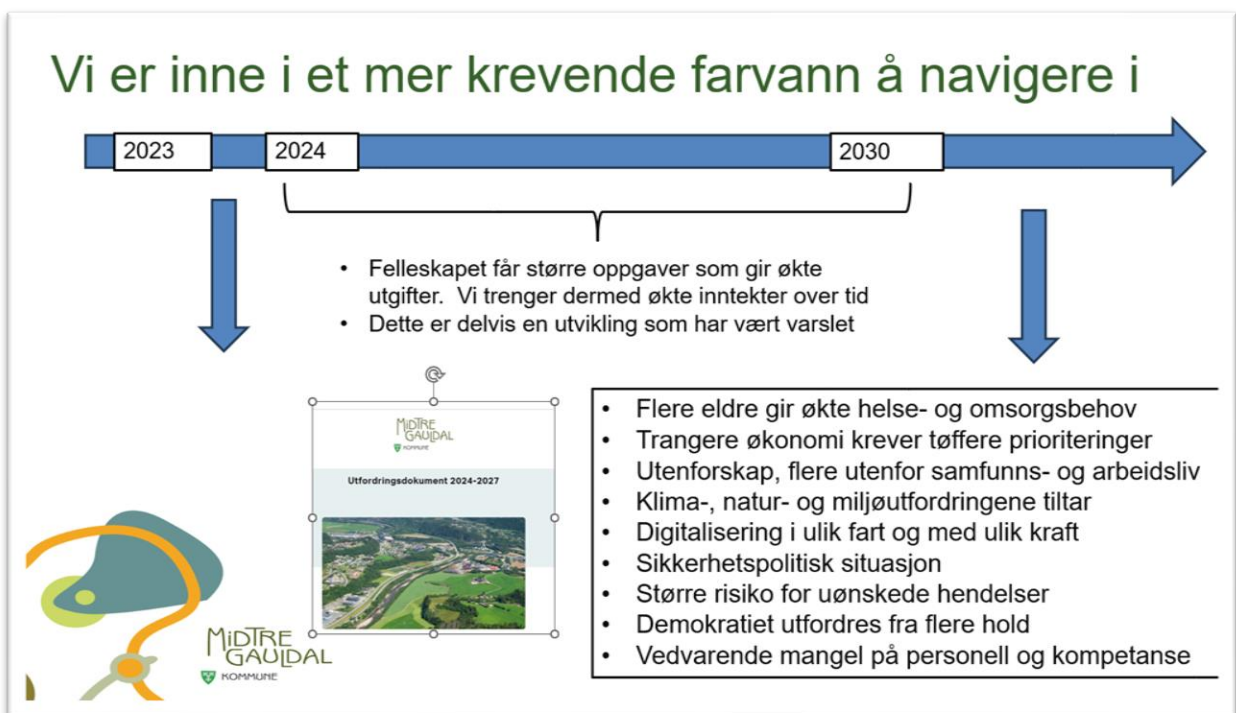 Vi er inne i et mer krevende farvann å navigere i
2023
2024
2030
• Felleskapet får større oppgaver som gir økte
utgifter. Vi trenger dermed økte inntekter over tid
• Dette er delvis en utvikling som har vært varslet
MIDTRE
GAULDAL
KOMMUNE
Utfordringsdokument 2024-2027
• Flere eldre gir økte helse- og omsorgsbehov
• Trangere økonomi krever tøffere prioriteringer
• Utenforskap, flere utenfor samfunns- og arbeidsliv
• Klima-, natur- og miljøutfordringene tiltar
• Digitalisering i ulik fart og med ulik kraft
• Sikkerhetspolitisk situasjon
• Større risiko for uønskede hendelser
• Demokratiet utfordres fra flere hold
• Vedvarende mangel på personell og kompetanse
MIDTRE
GAULDAL
KOMMUNE